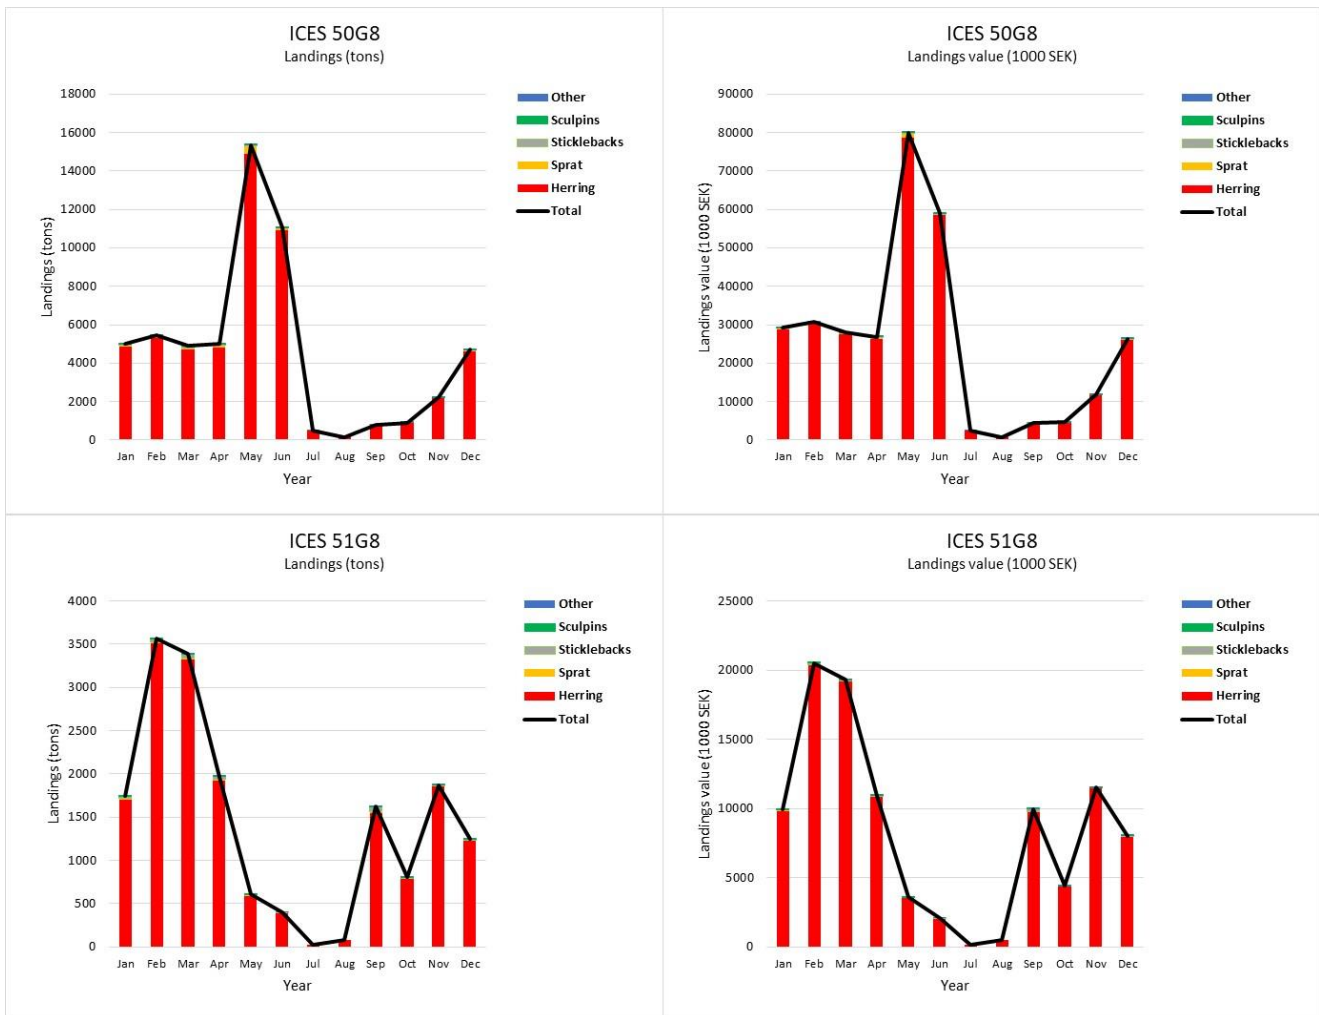 ICES 50G8
Landings (tons)
18000
16000
14000
12000
10000
8000
6000
4000
2000
0
Landings (tons)
Jan Feb Mar Apr May Jun Jul Aug Sep Oct Nov Dec
Year
Other
Sculpins
Sticklebacks
Sprat
Herring
Total
ICES 50G8
Landings value (1000 SEK)
90000
80000
70000
60000
50000
40000
30000
20000
10000
0
Landings value (1000 SEK)
Jan Feb Mar Apr May Jun Jul Aug Sep Oct Nov Dec
Year
Other
Sculpins
Sticklebacks
Sprat
Herring
Total
ICES 51G8
Landings (tons)
4000
3500
3000
2500
2000
1500
1000
500
0
Landings (tons)
Jan Feb Mar Apr May Jun Jul Aug Sep Oct Nov Dec
Year
Other
Sculpins
Sticklebacks
Sprat
Herring
Total
ICES 51G8
Landings value (1000 SEK)
25000
20000
15000
10000
5000
0
Landings value (1000 SEK)
Jan Feb Mar Apr May Jun Jul Aug Sep Oct Nov Dec
Year
Other
Sculpins
Sticklebacks
Sprat
Herring
Total